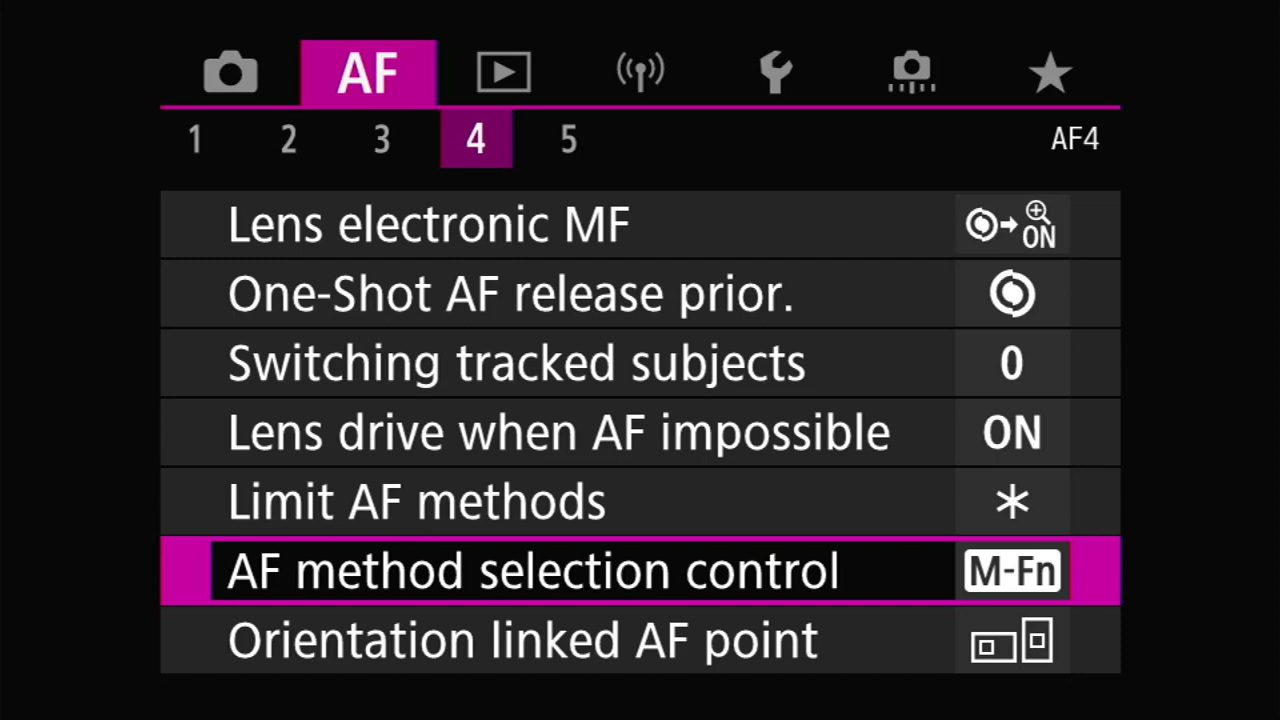 AF
1 2 3 4 5 AF4
Lens electronic MF ON
One-Shot AF release prior.
Switching tracked subjects 0
Lens drive when AF impossible ON
Limit AF methods *
AF method selection control M-Fn
Orientation linked AF point